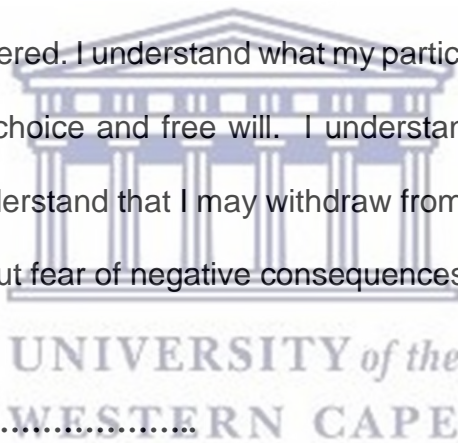 ered. I understand what my partic
choice and free will. I understan
derstand that I may withdraw from
ut fear of negative consequences
UNIVERSITY of the
....................
WESTERN CAPE